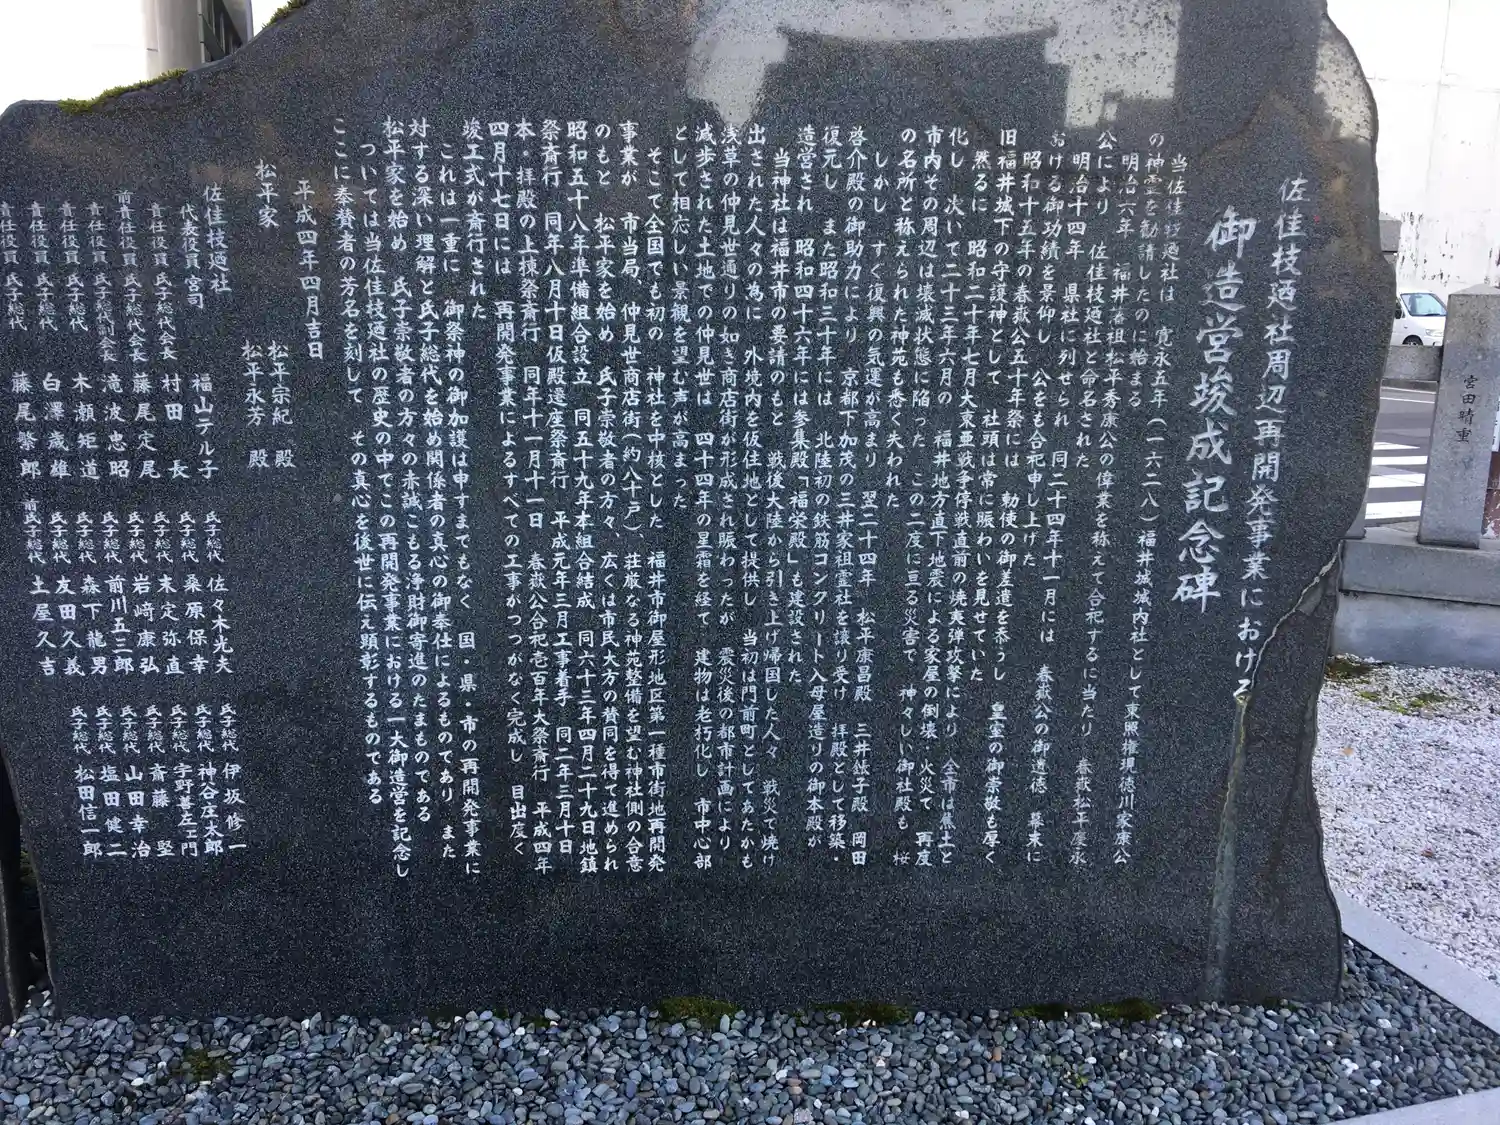 佐佳枝廼社周辺再開発事業における
御造営竣成記念碑
当佐佳枝廼社は 寛永五年(一六二八)福井城城内社として東照権現徳川家康公
の神霊を勧請したのに始まる
明治六年 福井藩祖松平秀康公の偉業を称えて合祀するに当たり 春嶽松平慶永
公により 佐佳枝廼社と命名された
明治十四年 県社に列せられ 同二十四年十一月には 春嶽公の御遺徳 幕末に
おける御功績を景仰し 公をも合祀申し上げた
昭和十五年の春嶽公五十年祭には 勅使の御差遣を忝うし 皇室の御崇敬も厚く
旧福井城下の守護神として 社頭は常に賑わいを見せていた
然るに 昭和二十年七月大東亜戦争停戦直前の焼夷弾攻撃により 全市は焦土と
化し 次いで二十三年六月の 福井地方直下地震による家屋の倒壊・火災で 再度
市内その周辺は壊滅状態に陥った この二度に亘る災害で 神々しい御社殿も 桜
の名所と称えられた神苑も悉く失われた
しかし すぐ復興の気運が高まり 翌二十四年 松平康昌殿 三井鋠子殿 岡田
啓介殿の御助力により 京都下加茂の三井家祖霊社を譲り受け 拝殿として移築・
復元し また昭和三十年には 北陸初の鉄筋コンクリート入母屋造りの御本殿が
造営され 昭和四十六年には参集殿「福栄殿」も建設された
当神社は福井市の要請のもと 戦後大陸から引き上げ帰国した人々 戦災で焼け
出された人々の為に 外境内を仮住地として提供し 当初は門前町としてあたかも
浅草の仲見世通りの如き商店街が形成され賑わったが 震災後の都市計画により
減歩された土地での仲見世は 四十四年の星霜を経て 建物は老朽化し 市中心部
として相応しい景観を望む声が高まった
そこで全国でも初の 神社を中核とした 福井市御屋形地区第一種市街地再開発
事業が 市当局、仲見世商店街(約八十戸)、荘厳なる神苑整備を望む神社側の合意
のもと 松平家を始め 氏子崇敬者の方々、広くは市民大方の賛同を得て進められ
昭和五十八年準備組合設立 同五十九年本組合結成 同六十三年四月二十九日地鎮
祭斎行 同年八月十日仮殿遷座祭斎行 平成元年三月工事着手 同二年三月十日
本・拝殿の上棟祭斎行 同年十一月十一日 春嶽公合祀壱百年大祭斎行 平成四年
四月十七日には 再開発事業によるすべての工事がつつがなく完成し 目出度く
竣工式が斎行された
これは一重に 御祭神の御加護は申すまでもなく 国・県・市の再開発事業に
対する深い理解と氏子総代を始め関係者の真心の御奉仕によるものであり また
松平家を始め 氏子崇敬者の方々の赤誠こもる浄財御寄進のたまものである
ついては当佐佳枝廼社の歴史の中でこの再開発事業における一大御造営を記念し
ここに奉賛者の芳名を刻して その真心を後世に伝え顕彰するものである
平成四年四月吉日
松平家 松平宗紀 殿
松平永芳 殿
佐佳枝廼社
代表役員 宮司 福山テル子
責任役員 氏子総代会長 村田 長
前責任役員 氏子総代会長 藤尾定尾
責任役員 氏子総代副会長 滝波忠昭
責任役員 氏子総代 木瀬矩道
責任役員 氏子総代 白澤歳雄
責任役員 氏子総代 藤尾繁郎
氏子総代 佐々木光夫
氏子総代 桑原保幸
氏子総代 末定弥直
氏子総代 岩崎康弘
氏子総代 前川五三郎
氏子総代 森下龍男
氏子総代 友田久義
前氏子総代 土屋久吉
氏子総代 伊坂修一
氏子総代 神谷庄太郎
氏子総代 宇野善左エ門
氏子総代 斎藤 堅
氏子総代 山田幸治
氏子総代 塩田健二
氏子総代 松田信一郎
宮田晴重